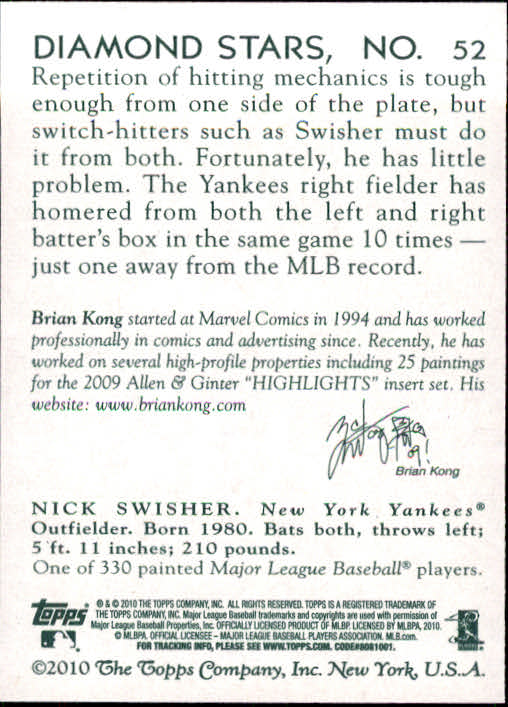 DIAMOND STARS, NO. 52
Repetition of hitting mechanics is tough
enough from one side of the plate, but
switch-hitters such as Swisher must do
it from both. Fortunately, he has little
problem. The Yankees right fielder has
homered from both the left and right
batter's box in the same game 10 times —
just one away from the MLB record.
Brian Kong started at Marvel Comics in 1994 and has worked
professionally in comics and advertising since. Recently, he has
worked on several high-profile properties including 25 paintings
for the 2009 Allen & Ginter "HIGHLIGHTS" insert set. His
website: www.briankong.com
Brian Kong
NICK SWISHER. New York Yankees®
Outfielder. Born 1980. Bats both, throws left;
5 ft. 11 inches; 210 pounds.
One of 330 painted Major League Baseball® players.
Topps
® & © 2010 THE TOPPS COMPANY, INC. ALL RIGHTS RESERVED. TOPPS IS A REGISTERED TRADEMARK OF
THE TOPPS COMPANY, INC. Major League Baseball trademarks and copyrights are used with permission of
Major League Baseball Properties, Inc. OFFICIALLY LICENSED PRODUCT OF MLBP. LICENSED BY MLBPA, 2010.
© MLBPA. OFFICIAL LICENSEE – MAJOR LEAGUE BASEBALL PLAYERS ASSOCIATION. MLB.com.
FOR TRACKING INFO, PLEASE SEE WWW.TOPPS.COM. CODE#8081001.
©2010 The Topps Company, Inc. New York, U.S.A.